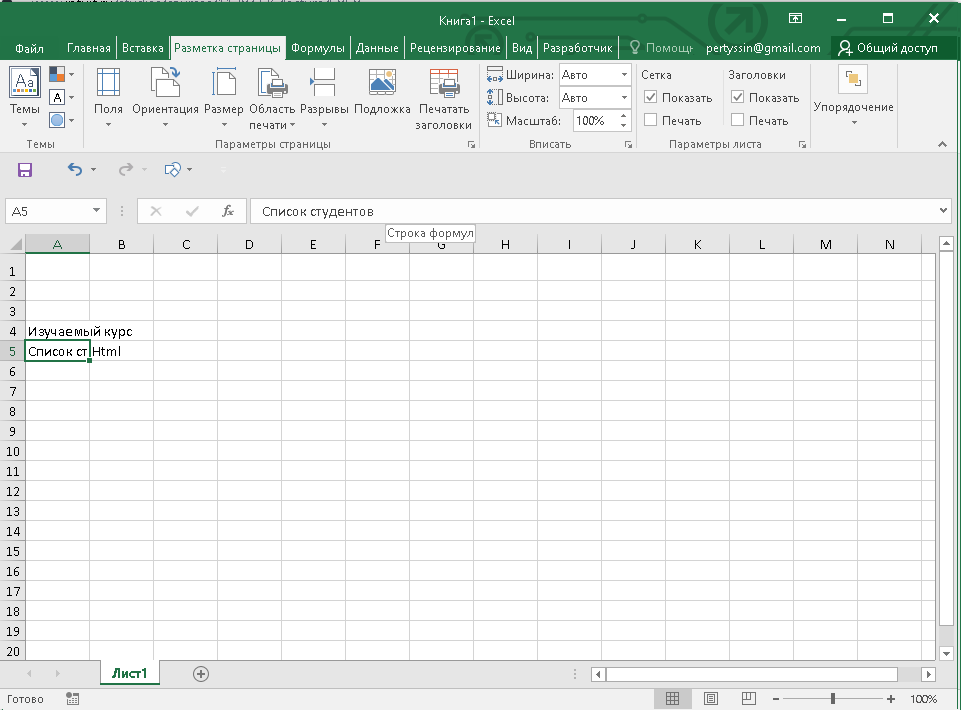 Книга1 - Excel
Файл Главная Вставка Разметка страницы Формулы Данные Рецензирование Вид Разработчик Помощн pertyssin@gmail.com Общий доступ
Темы
Поля Ориентация Размер Область печати Разрывы Подложка Печатать заголовки
Ширина: Авто
Высота: Авто
Масштаб: 100%
Сетка
Показать
Печать
Заголовки
Показать
Печать
Упорядочение
Темы Параметры страницы Вписать Параметры листа
A5 fx Список студентов
Строка формул
A B C D E F G H I J K L M N
1
2
3
4 Изучаемый курс
5 Список ст Html
6
7
8
9
10
11
12
13
14
15
16
17
18
19
20
Лист1
Готово 100%